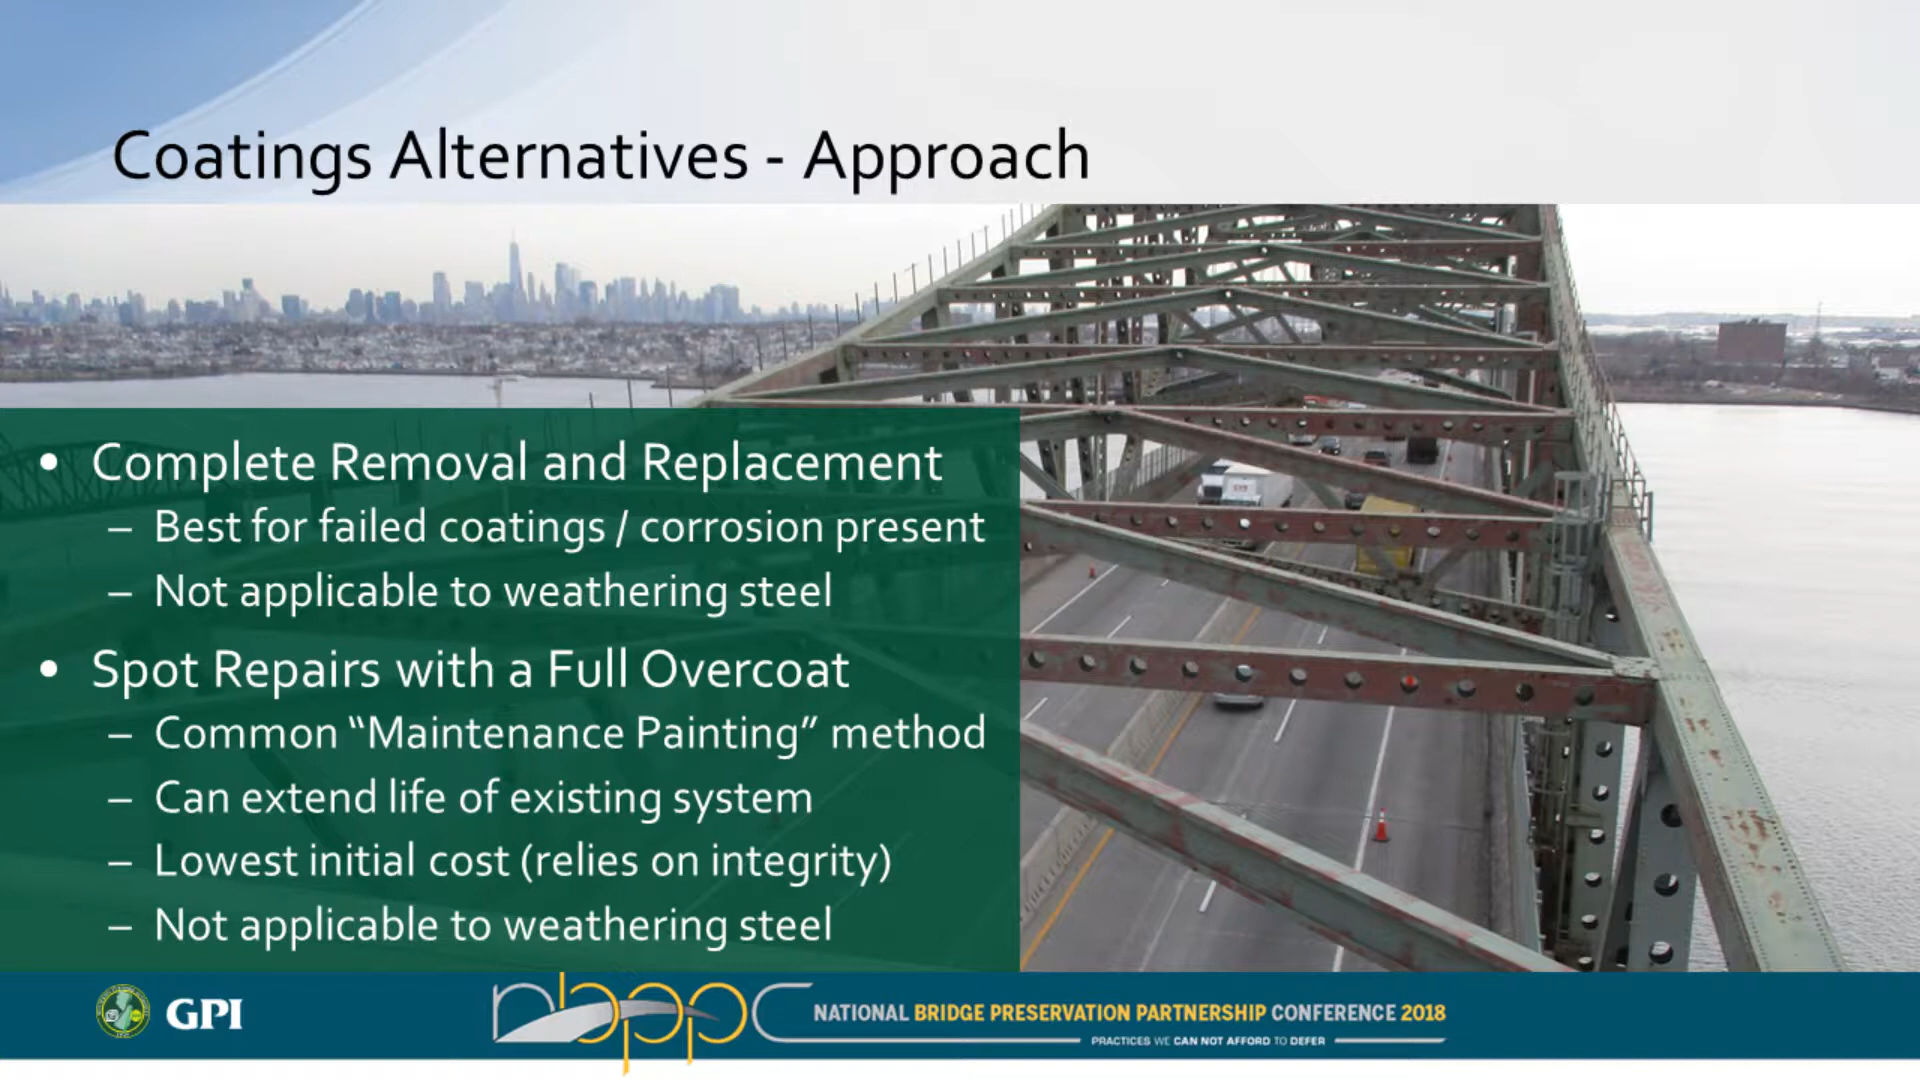 Coatings Alternatives - Approach
• Complete Removal and Replacement
– Best for failed coatings / corrosion present
– Not applicable to weathering steel
• Spot Repairs with a Full Overcoat
– Common “Maintenance Painting” method
– Can extend life of existing system
– Lowest initial cost (relies on integrity)
– Not applicable to weathering steel
GPI
nbppc
NATIONAL BRIDGE PRESERVATION PARTNERSHIP CONFERENCE 2018
PRACTICES WE CAN NOT AFFORD TO DEFER